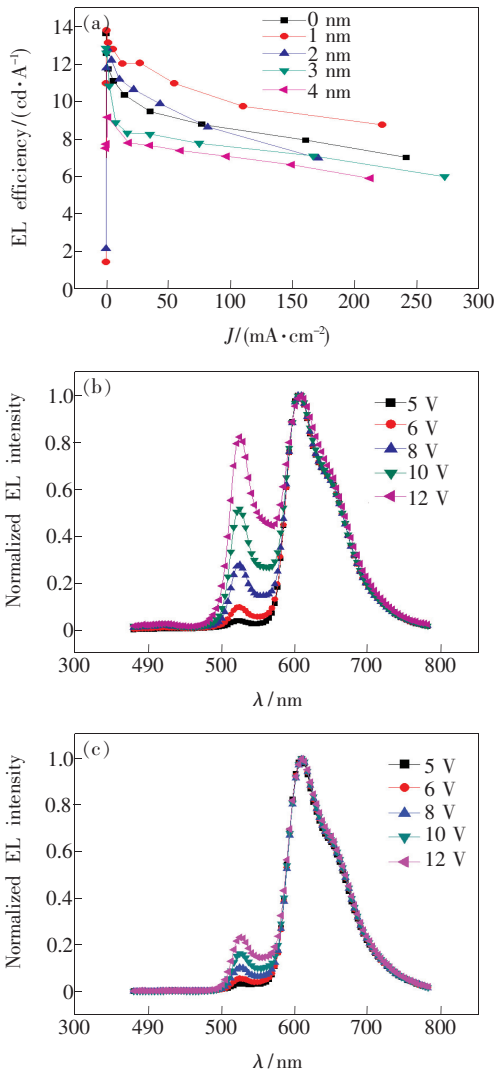 (a)
0 nm
1 nm
2 nm
3 nm
4 nm
14
12
10
8
6
4
2
0
EL efficiency/(cd·A⁻¹)
0 50 100 150 200 250 300
J/(mA·cm⁻²)
(b)
5 V
6 V
8 V
10 V
12 V
1.0
0.8
0.6
0.4
0.2
0
Normalized EL intensity
300 490 500 600 700 800
λ/nm
(c)
5 V
6 V
8 V
10 V
12 V
1.0
0.8
0.6
0.4
0.2
0
Normalized EL intensity
300 490 500 600 700 800
λ/nm